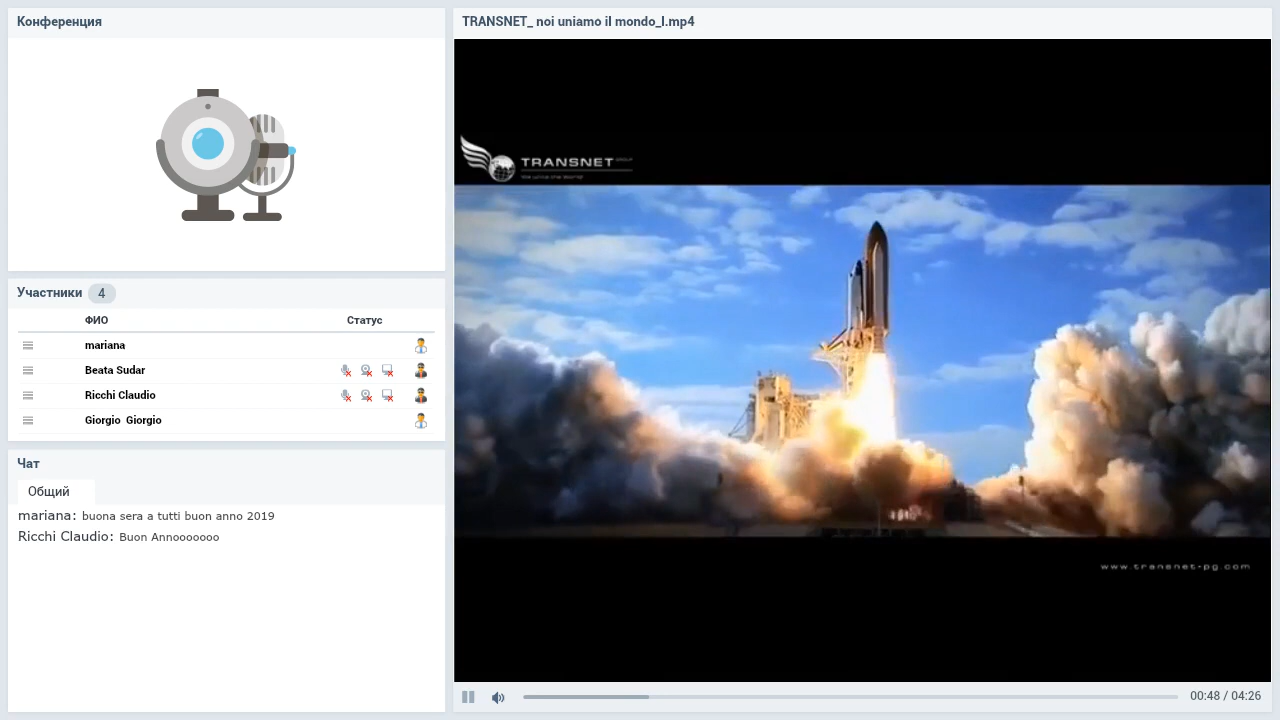 Конференция
Участники 4
ФИО Статус
mariana
Beata Sudar
Ricchi Claudio
Giorgio Giorgio
Чат
Общий
mariana: buona sera a tutti buon anno 2019
Ricchi Claudio: Buon Annooooooo
TRANSNET_ noi uniamo il mondo_I.mp4
TRANSNET
www.transnet-pg.com
00:48 / 04:26